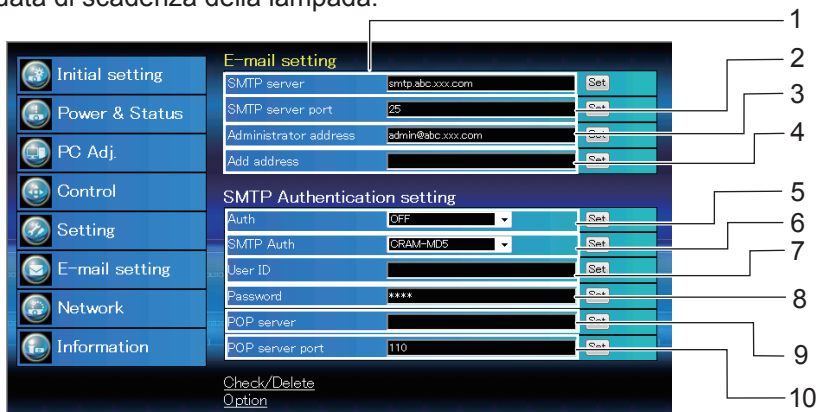 data di scadenza della lampada.
1
Initial setting
Power & Status
PC Adj.
Control
Setting
E-mail setting
Network
Information
E-mail setting
SMTP server smtp.abc.xxx.com Set
SMTP server port 25 Set
2
Administrator address admin@abc.xxx.com Set
3
Add address Set
4
SMTP Authentication setting
Auth OFF Set
5
SMTP Auth CRAM-MD5 Set
6
User ID Set
7
Password **** Set
8
POP server Set
9
POP server port 110 Set
10
Check/Delete
Option